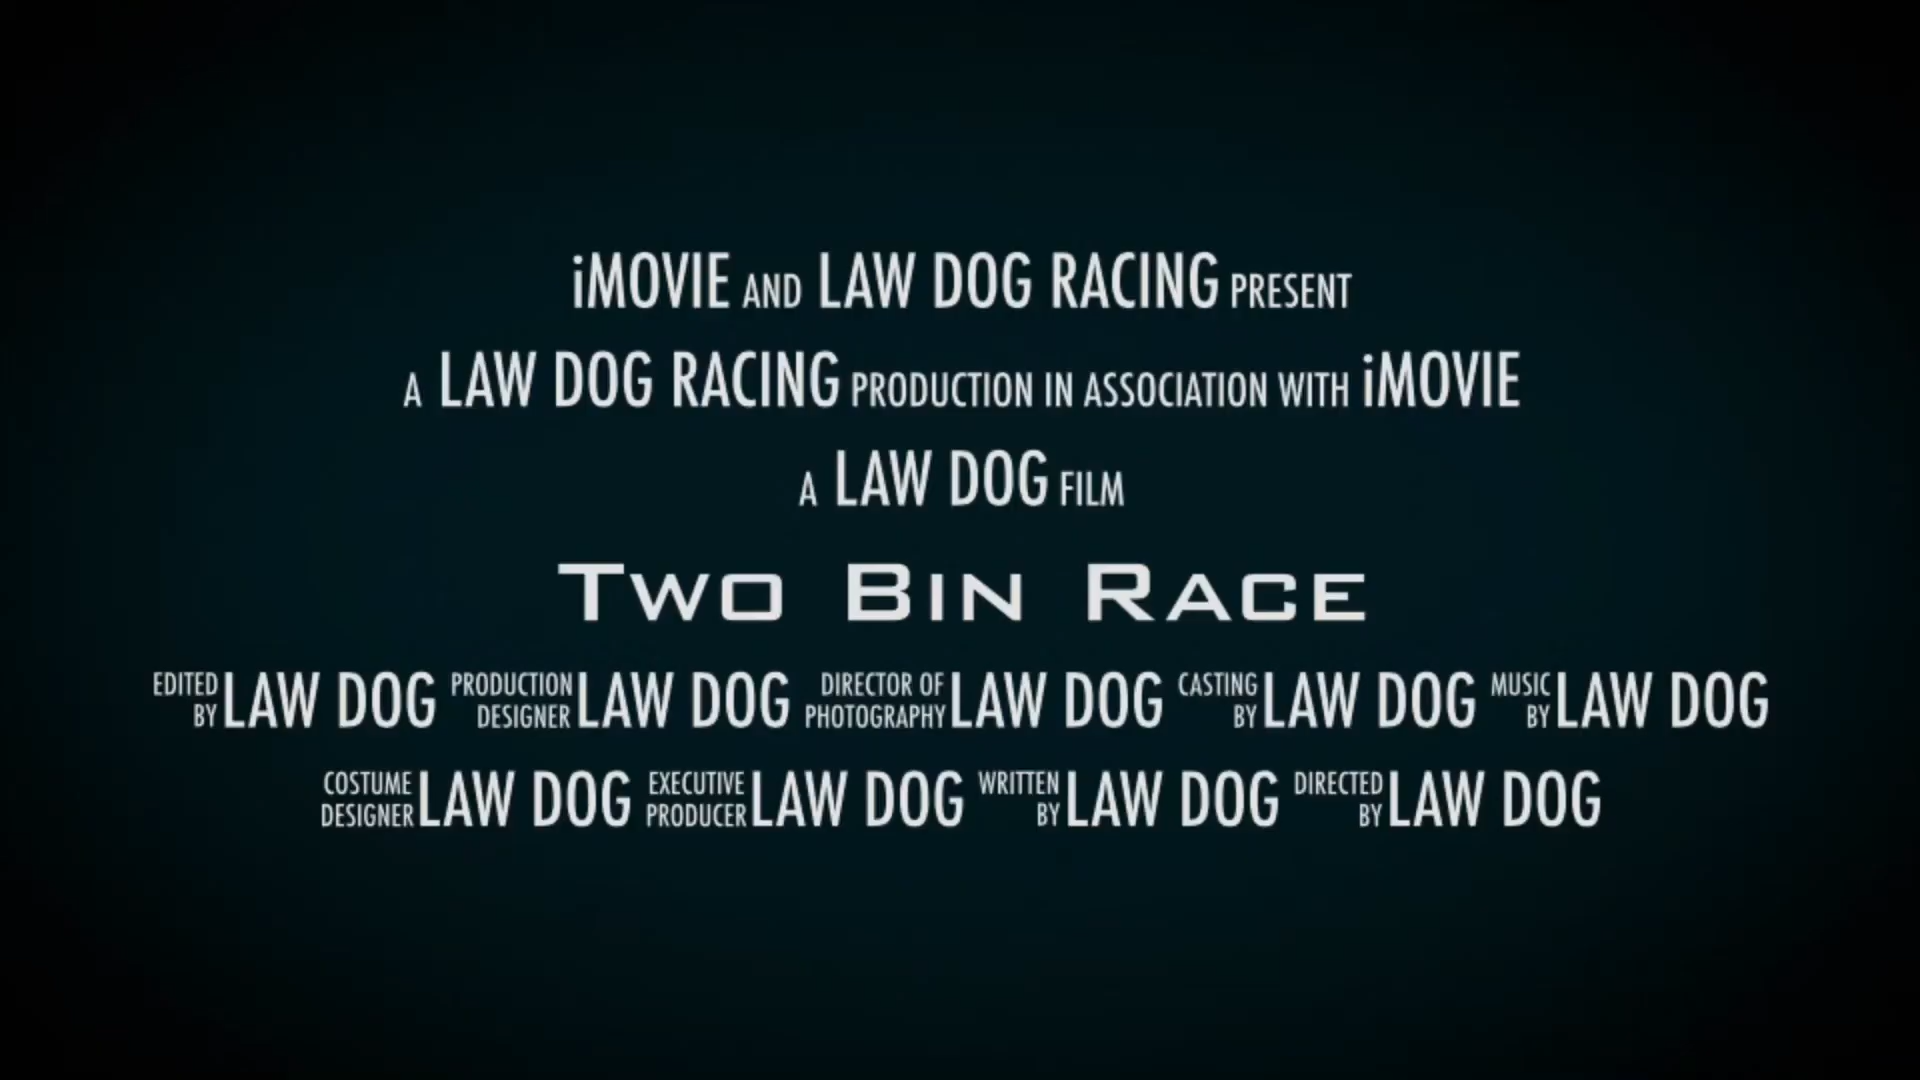 iMOVIE AND LAW DOG RACING PRESENT
A LAW DOG RACING PRODUCTION IN ASSOCIATION WITH iMOVIE
A LAW DOG FILM
TWO BIN RACE
EDITED BY LAW DOG PRODUCTION DESIGNER LAW DOG DIRECTOR OF PHOTOGRAPHY LAW DOG CASTING BY LAW DOG MUSIC BY LAW DOG
COSTUME DESIGNER LAW DOG EXECUTIVE PRODUCER LAW DOG WRITTEN BY LAW DOG DIRECTED BY LAW DOG